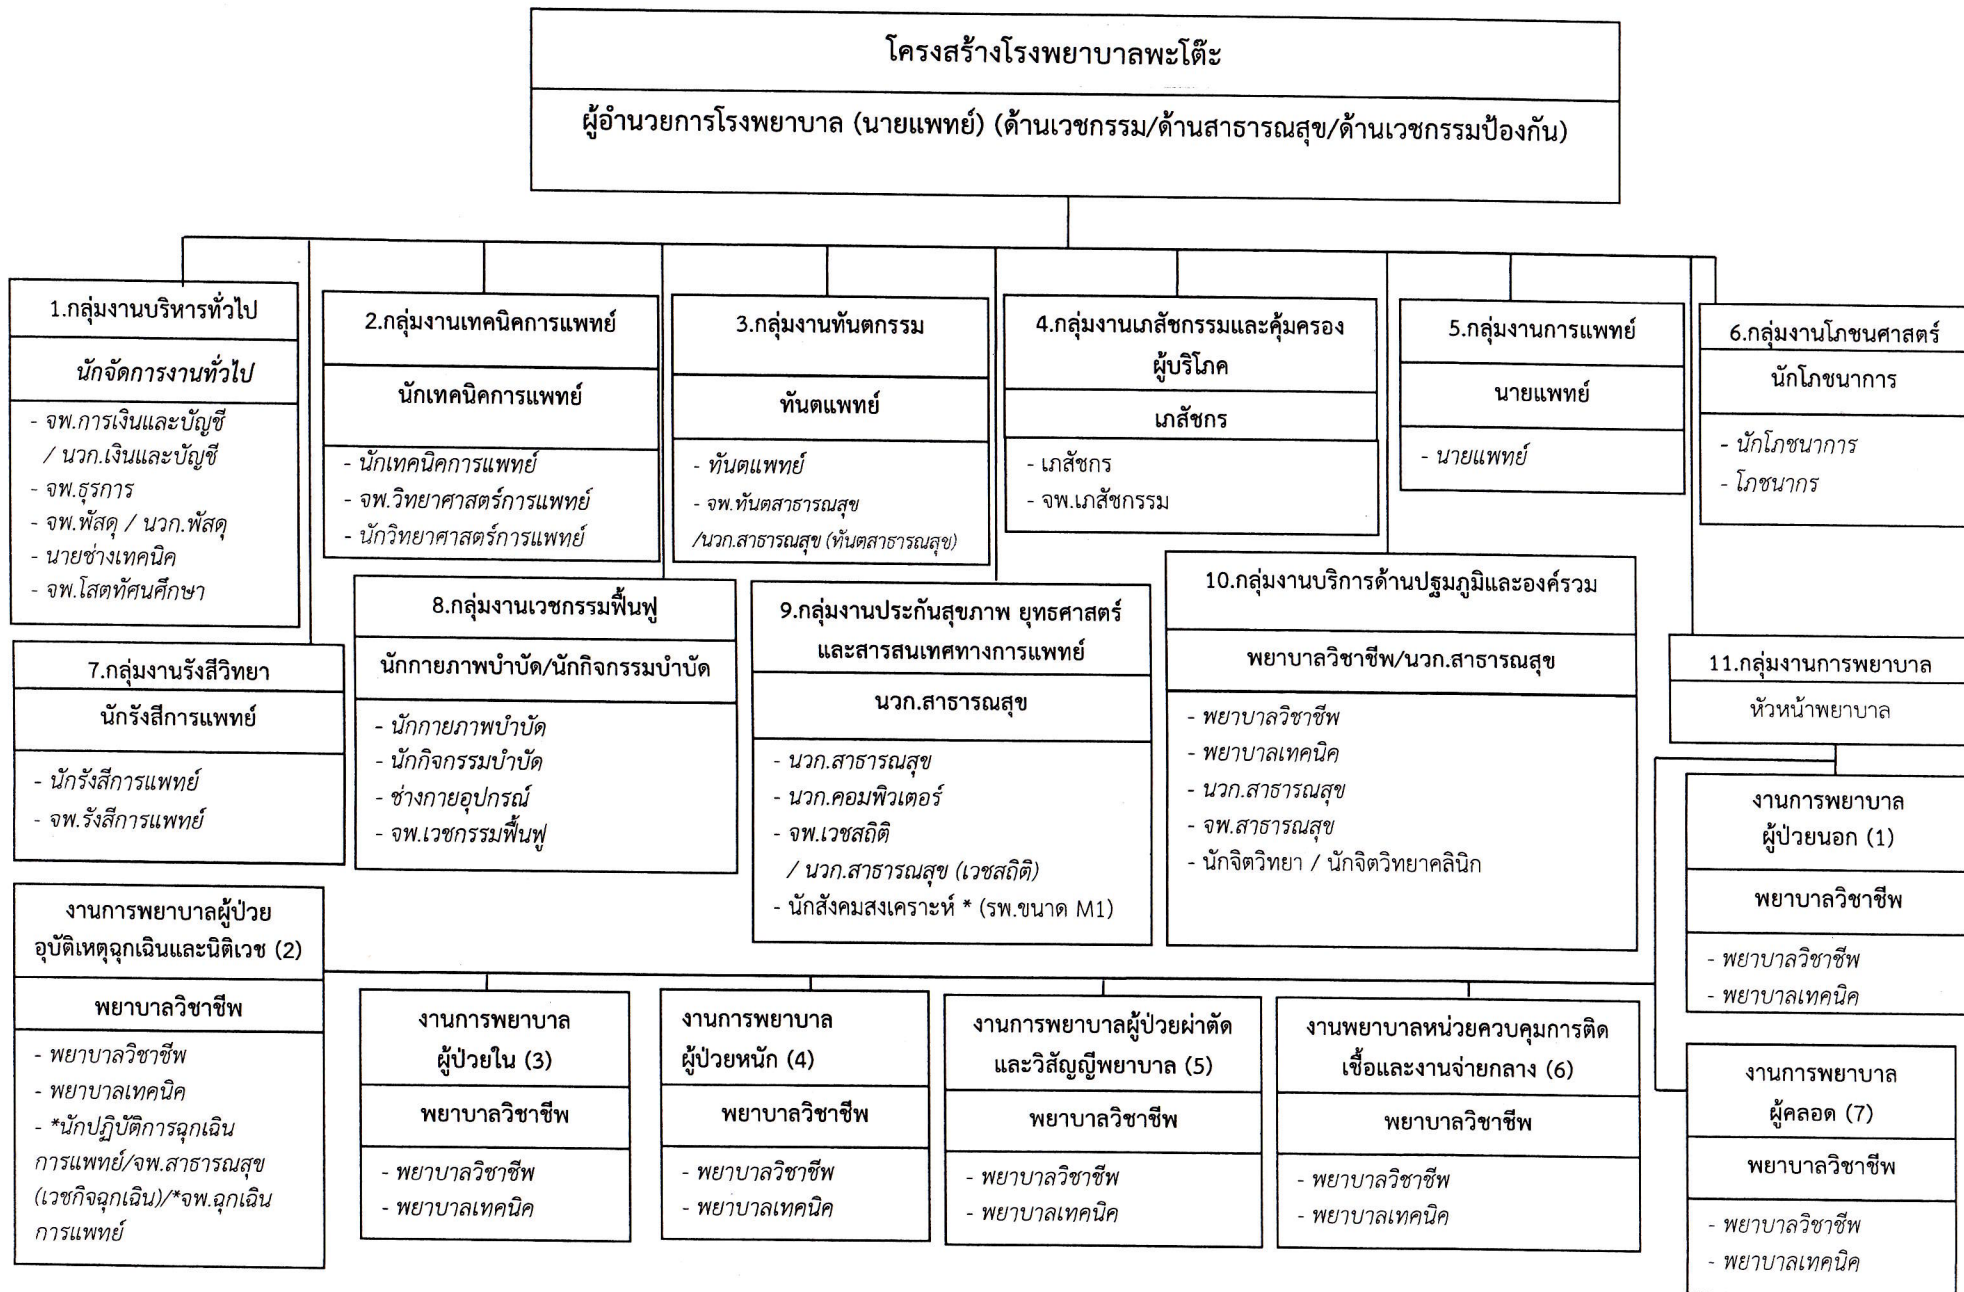 โครงสร้างโรงพยาบาลพะโต๊ะ
ผู้อำนวยการโรงพยาบาล (นายแพทย์) (ด้านเวชกรรม/ด้านสาธารณสุข/ด้านเวชกรรมป้องกัน)
1.กลุ่มงานบริหารทั่วไป
นักจัดการงานทั่วไป
- จพ.การเงินและบัญชี
/ นวก.เงินและบัญชี
- จพ.ธุรการ
- จพ.พัสดุ / นวก.พัสดุ
- นายช่างเทคนิค
- จพ.โสตทัศนศึกษา
2.กลุ่มงานเทคนิคการแพทย์
นักเทคนิคการแพทย์
- นักเทคนิคการแพทย์
- จพ.วิทยาศาสตร์การแพทย์
- นักวิทยาศาสตร์การแพทย์
3.กลุ่มงานทันตกรรม
ทันตแพทย์
- ทันตแพทย์
- จพ.ทันตสาธารณสุข
/นวก.สาธารณสุข (ทันตสาธารณสุข)
4.กลุ่มงานเภสัชกรรมและคุ้มครอง
ผู้บริโภค
เภสัชกร
- เภสัชกร
- จพ.เภสัชกรรม
5.กลุ่มงานการแพทย์
นายแพทย์
- นายแพทย์
6.กลุ่มงานโภชนศาสตร์
นักโภชนาการ
- นักโภชนาการ
- โภชนากร
7.กลุ่มงานรังสีวิทยา
นักรังสีการแพทย์
- นักรังสีการแพทย์
- จพ.รังสีการแพทย์
8.กลุ่มงานเวชกรรมฟื้นฟู
นักกายภาพบำบัด/นักกิจกรรมบำบัด
- นักกายภาพบำบัด
- นักกิจกรรมบำบัด
- ช่างกายอุปกรณ์
- จพ.เวชกรรมฟื้นฟู
9.กลุ่มงานประกันสุขภาพ ยุทธศาสตร์
และสารสนเทศทางการแพทย์
นวก.สาธารณสุข
- นวก.สาธารณสุข
- นวก.คอมพิวเตอร์
- จพ.เวชสถิติ
/ นวก.สาธารณสุข (เวชสถิติ)
- นักสังคมสงเคราะห์ * (รพ.ขนาด M1)
10.กลุ่มงานบริการด้านปฐมภูมิและองค์รวม
พยาบาลวิชาชีพ/นวก.สาธารณสุข
- พยาบาลวิชาชีพ
- พยาบาลเทคนิค
- นวก.สาธารณสุข
- จพ.สาธารณสุข
- นักจิตวิทยา / นักจิตวิทยาคลินิก
11.กลุ่มงานการพยาบาล
หัวหน้าพยาบาล
งานการพยาบาล
ผู้ป่วยนอก (1)
พยาบาลวิชาชีพ
- พยาบาลวิชาชีพ
- พยาบาลเทคนิค
งานการพยาบาลผู้ป่วย
อุบัติเหตุฉุกเฉินและนิติเวช (2)
พยาบาลวิชาชีพ
- พยาบาลวิชาชีพ
- พยาบาลเทคนิค
- *นักปฏิบัติการฉุกเฉิน
การแพทย์/จพ.สาธารณสุข
(เวชกิจฉุกเฉิน)/*จพ.ฉุกเฉิน
การแพทย์
งานการพยาบาล
ผู้ป่วยใน (3)
พยาบาลวิชาชีพ
- พยาบาลวิชาชีพ
- พยาบาลเทคนิค
งานการพยาบาล
ผู้ป่วยหนัก (4)
พยาบาลวิชาชีพ
- พยาบาลวิชาชีพ
- พยาบาลเทคนิค
งานการพยาบาลผู้ป่วยผ่าตัด
และวิสัญญีพยาบาล (5)
พยาบาลวิชาชีพ
- พยาบาลวิชาชีพ
- พยาบาลเทคนิค
งานพยาบาลหน่วยควบคุมการติด
เชื้อและงานจ่ายกลาง (6)
พยาบาลวิชาชีพ
- พยาบาลวิชาชีพ
- พยาบาลเทคนิค
งานการพยาบาล
ผู้คลอด (7)
พยาบาลวิชาชีพ
- พยาบาลวิชาชีพ
- พยาบาลเทคนิค